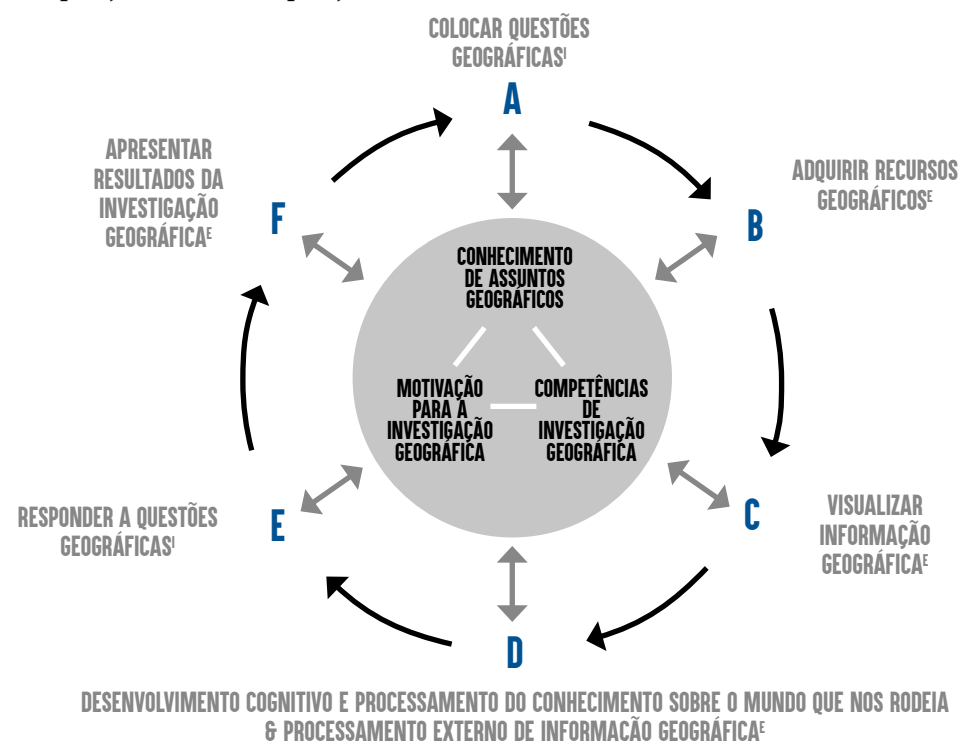 COLOCAR QUESTÕES
GEOGRÁFICASᴵ
A
ADQUIRIR RECURSOS
GEOGRÁFICOSᴱ
B
VISUALIZAR
INFORMAÇÃO
GEOGRÁFICAᴱ
C
D
DESENVOLVIMENTO COGNITIVO E PROCESSAMENTO DO CONHECIMENTO SOBRE O MUNDO QUE NOS RODEIA
& PROCESSAMENTO EXTERNO DE INFORMAÇÃO GEOGRÁFICAᴱ
RESPONDER A QUESTÕES
GEOGRÁFICASᴵ
E
APRESENTAR
RESULTADOS DA
INVESTIGAÇÃO
GEOGRÁFICAᴱ
F
CONHECIMENTO
DE ASSUNTOS
GEOGRÁFICOS
MOTIVAÇÃO
PARA A
INVESTIGAÇÃO
GEOGRÁFICA
COMPETÊNCIAS
DE
INVESTIGAÇÃO
GEOGRÁFICA